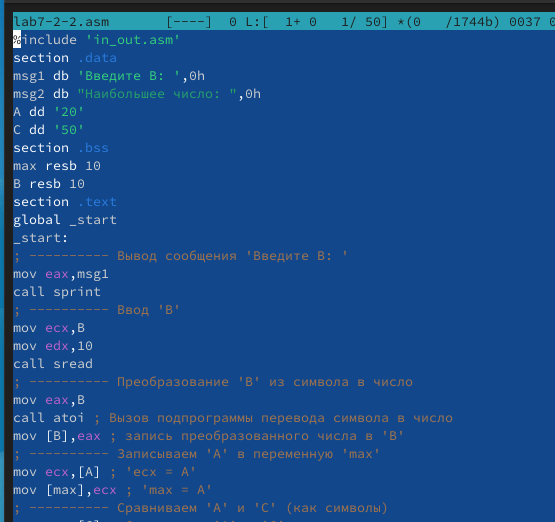 lab7-2-2.asm [----] 0 L:[ 1+ 0 1/ 50] *(0 /1744b) 0037 0
%include 'in_out.asm'
section .data
msg1 db 'Введите B: ',0h
msg2 db "Наибольшее число: ",0h
A dd '20'
C dd '50'
section .bss
max resb 10
B resb 10
section .text
global _start
_start:
; ---------- Вывод сообщения 'Введите B: '
mov eax,msg1
call sprint
; ---------- Ввод 'B'
mov ecx,B
mov edx,10
call sread
; ---------- Преобразование 'B' из символа в число
mov eax,B
call atoi ; Вызов подпрограммы перевода символа в число
mov [B],eax ; запись преобразованного числа в 'B'
; ---------- Записываем 'A' в переменную 'max'
mov ecx,[A] ; 'ecx = A'
mov [max],ecx ; 'max = A'
; ---------- Сравниваем 'A' и 'С' (как символы)